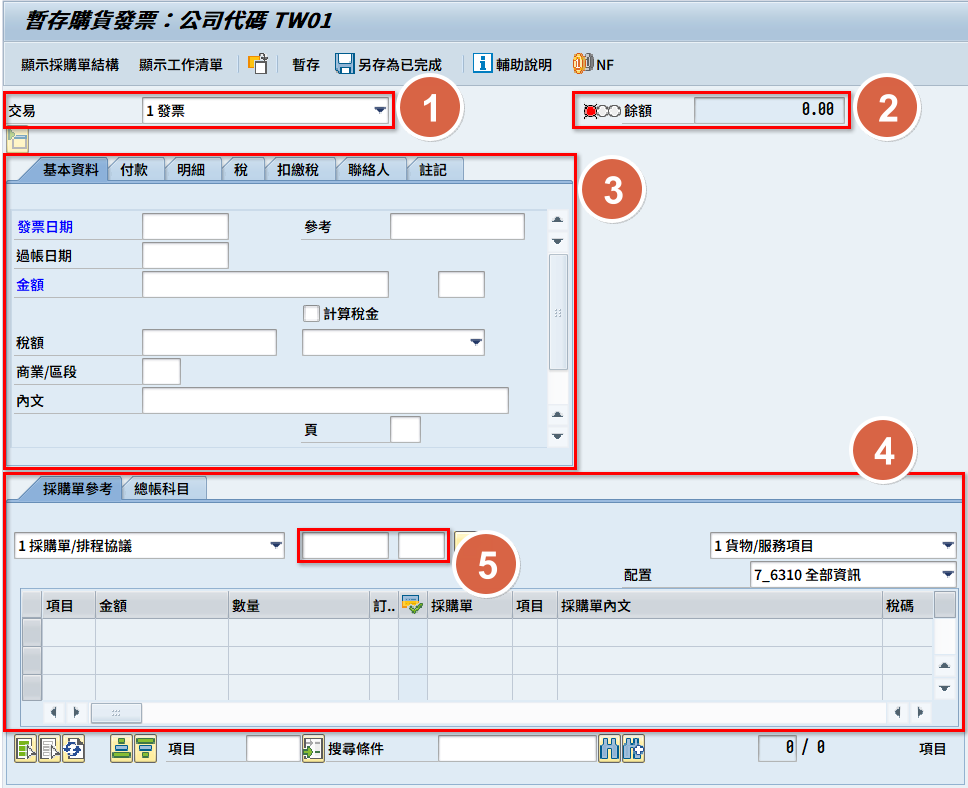 暫存購貨發票：公司代碼 TW01
顯示採購單結構 顯示工作清單 暫存 另存為已完成 輔助說明 NF
交易 1 發票 1 餘額 0.00 2
基本資料 付款 明細 稅 扣繳稅 聯絡人 註記 3
發票日期 參考
過帳日期
金額
計算稅金
稅額
商業/區段
內文
頁
4
採購單參考 總帳科目
1 採購單/排程協議 5 1 貨物/服務項目
配置 7_6310 全部資訊
項目 金額 數量 訂.. 採購單 項目 採購單內文 稅碼
項目 搜尋條件 0 / 0 項目